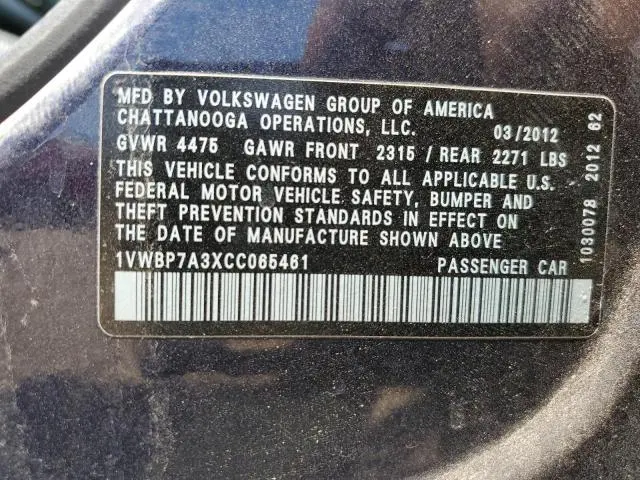 MFD BY VOLKSWAGEN GROUP OF AMERICA
CHATTANOOGA OPERATIONS, LLC. 03/2012
GVWR 4475 GAWR FRONT 2315 / REAR 2271 LBS
THIS VEHICLE CONFORMS TO ALL APPLICABLE U.S.
FEDERAL MOTOR VEHICLE SAFETY, BUMPER AND
THEFT PREVENTION STANDARDS IN EFFECT ON
THE DATE OF MANUFACTURE SHOWN ABOVE
1VWBP7A3XCC065461 PASSENGER CAR
1030078 2012 62